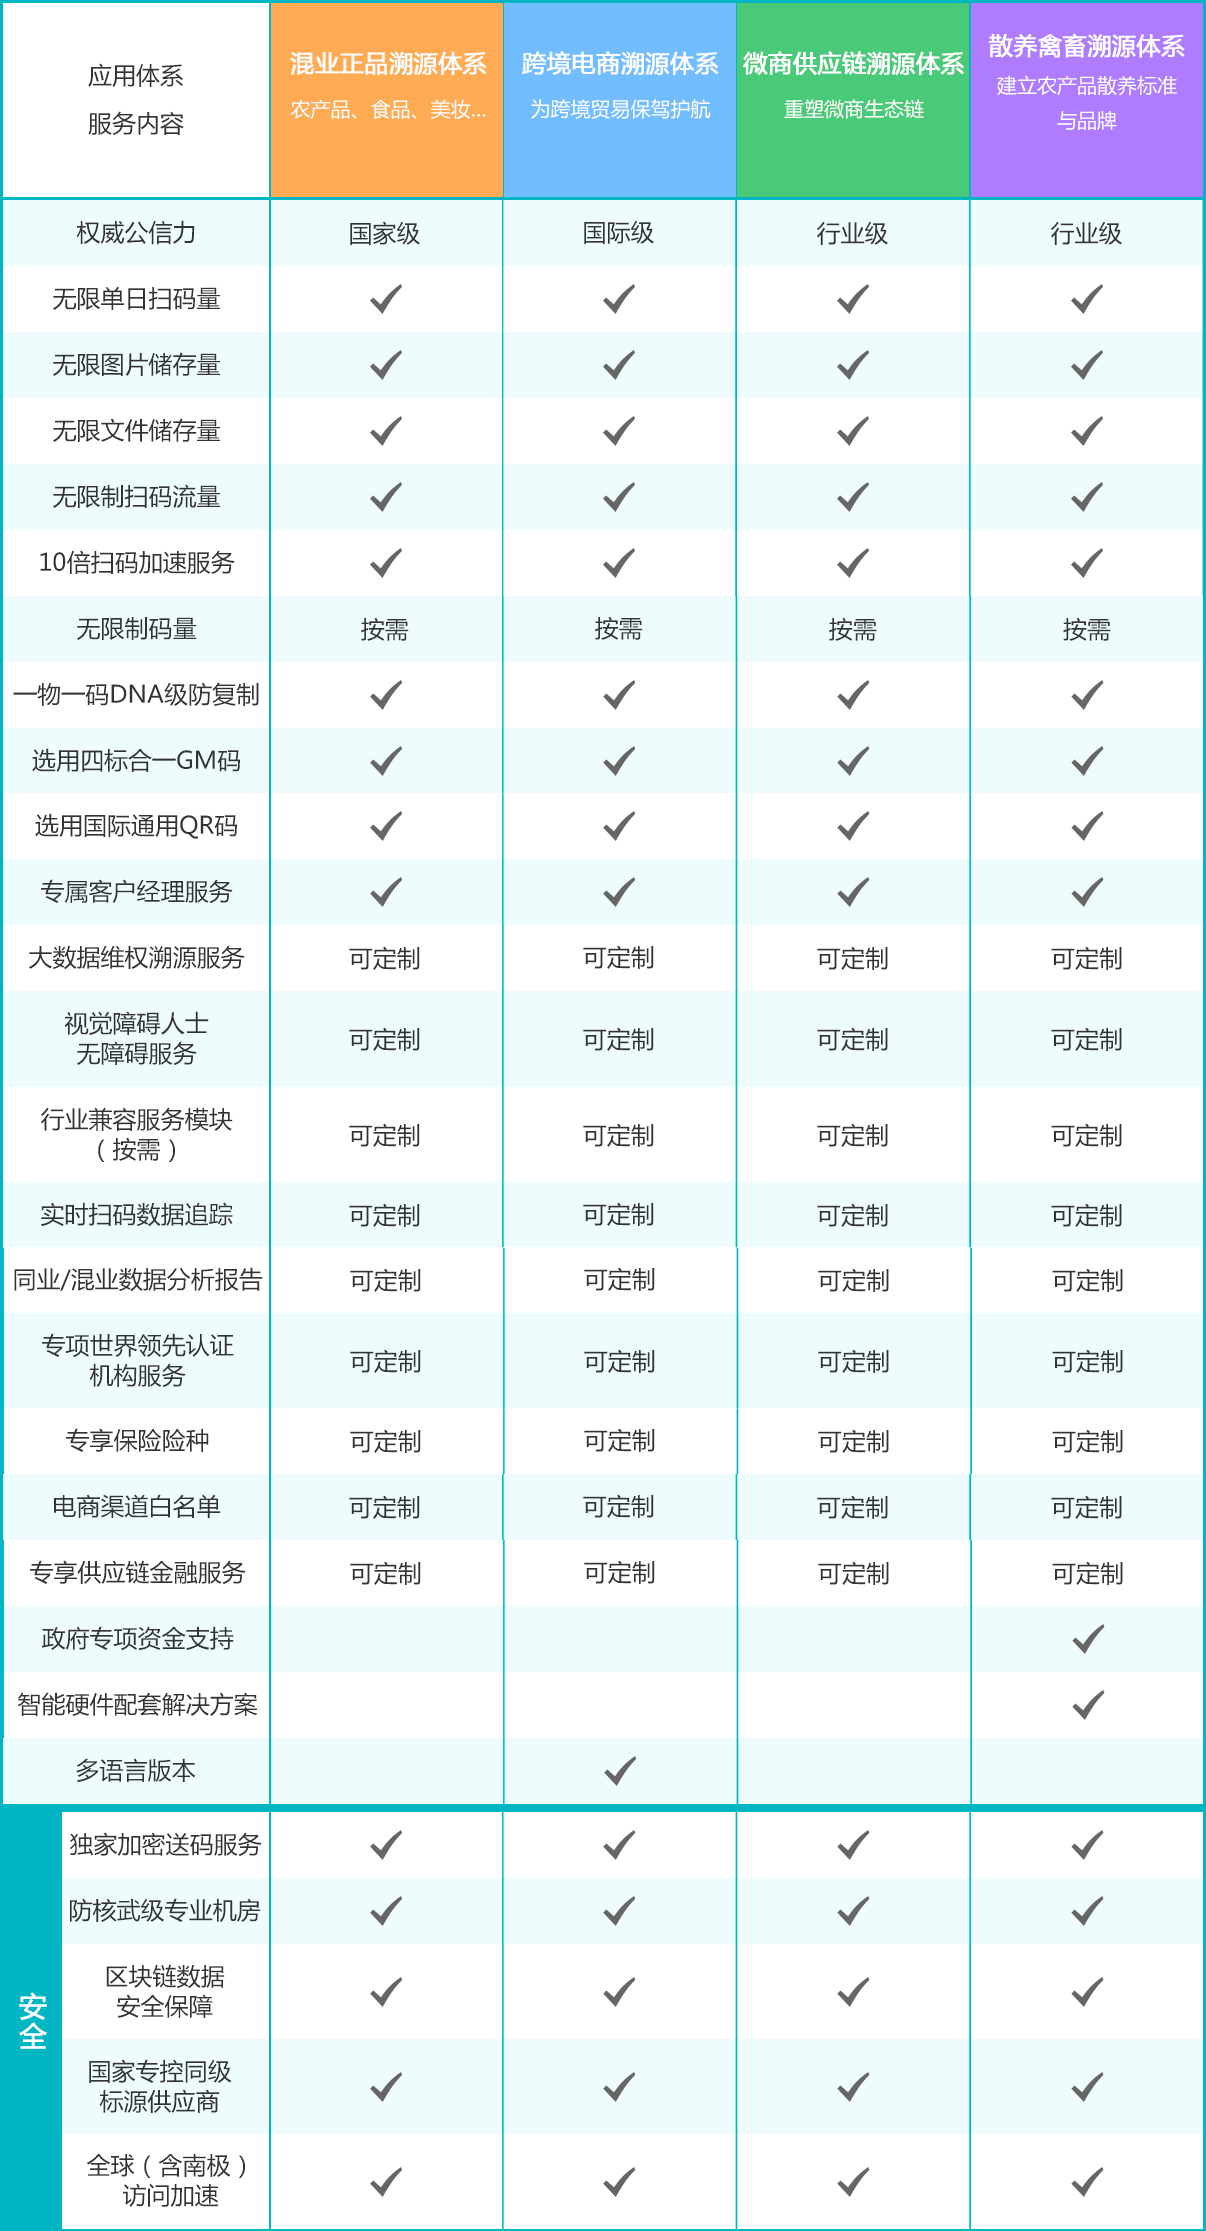 应用体系
服务内容
混业正品溯源体系
农产品、食品、美妆...
跨境电商溯源体系
为跨境贸易保驾护航
微商供应链溯源体系
重塑微商生态链
散养禽畜溯源体系
建立农产品散养标准
与品牌
权威公信力 国家级 国际级 行业级 行业级
无限单日扫码量 ✓ ✓ ✓ ✓
无限图片储存量 ✓ ✓ ✓ ✓
无限文件储存量 ✓ ✓ ✓ ✓
无限制扫码流量 ✓ ✓ ✓ ✓
10倍扫码加速服务 ✓ ✓ ✓ ✓
无限制码量 按需 按需 按需 按需
一物一码DNA级防复制 ✓ ✓ ✓ ✓
选用四标合一GM码 ✓ ✓ ✓ ✓
选用国际通用QR码 ✓ ✓ ✓ ✓
专属客户经理服务 ✓ ✓ ✓ ✓
大数据维权溯源服务 可定制 可定制 可定制 可定制
视觉障碍人士
无障碍服务
可定制 可定制 可定制 可定制
行业兼容服务模块
（按需）
可定制 可定制 可定制 可定制
实时扫码数据追踪 可定制 可定制 可定制 可定制
同业/混业数据分析报告 可定制 可定制 可定制 可定制
专项世界领先认证
机构服务
可定制 可定制 可定制 可定制
专享保险险种 可定制 可定制 可定制 可定制
电商渠道白名单 可定制 可定制 可定制 可定制
专享供应链金融服务 可定制 可定制 可定制 可定制
政府专项资金支持 ✓
智能硬件配套解决方案 ✓
多语言版本 ✓
安全
独家加密送码服务 ✓ ✓ ✓ ✓
防核武级专业机房 ✓ ✓ ✓ ✓
区块链数据
安全保障
✓ ✓ ✓ ✓
国家专控同级
标源供应商
✓ ✓ ✓ ✓
全球（含南极）
访问加速
✓ ✓ ✓ ✓